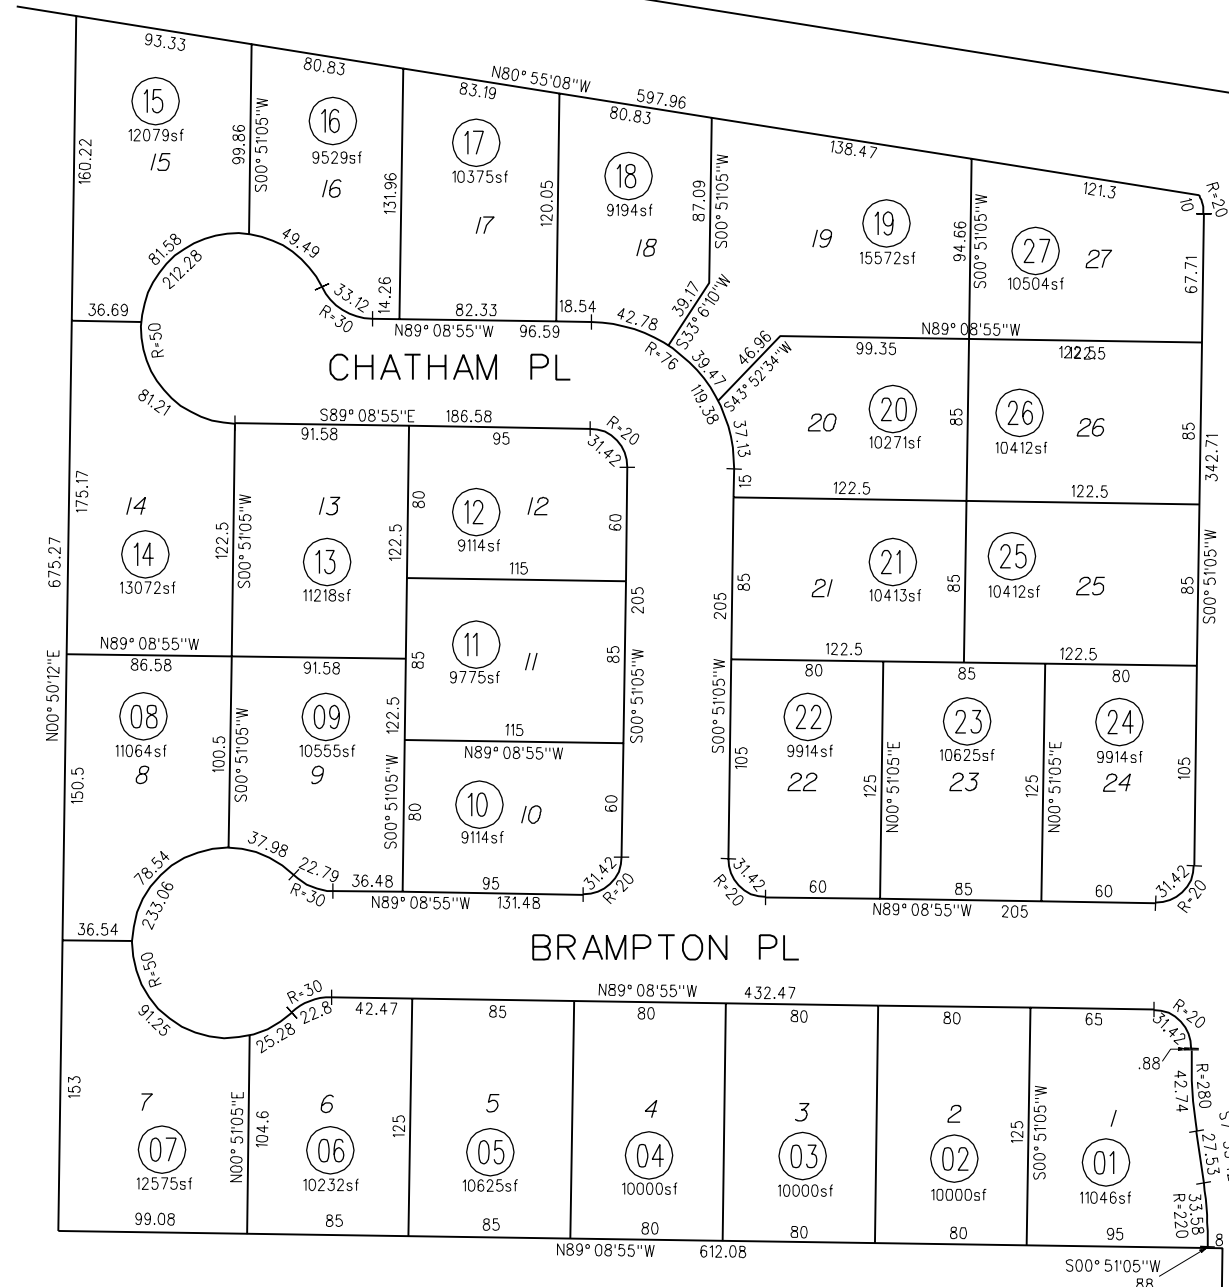 93.33
80.83
N80° 55'08"W
83.19
597.96
80.83
138.47
121.3
R=20
10
15
12079sf
15
16
9529sf
16
17
10375sf
17
18
9194sf
18
19
19
15572sf
27
10504sf
27
160.22
99.86
S00° 51'05"W
131.96
120.05
87.09
S00° 51'05"W
94.66
S00° 51'05"W
67.71
81.58
212.28
49.49
33.12
R=30
14.26
36.69
R=50
82.33
N89° 08'55"W
96.59
18.54
42.78
R=76
39.17
S33° 6'10"W
39.47
119.38
46.96
S43° 52'34"W
37.13
15
N89° 08'55"W
99.35
122.5
122.55
CHATHAM PL
81.21
S89° 08'55"E
186.58
91.58
95
R=20
31.42
20
20
10271sf
85
26
10412sf
26
85
342.71
175.17
14
14
13072sf
122.5
S00° 51'05"W
13
13
11218sf
122.5
80
12
9114sf
12
60
115
122.5
122.5
675.27
N00° 50'12"E
205
S00° 51'05"W
205
S00° 51'05"W
85
21
21
10413sf
85
25
10412sf
25
85
S00° 51'05"W
N89° 08'55"W
86.58
91.58
85
11
9775sf
11
85
115
N89° 08'55"W
122.5
122.5
80
85
80
08
11064sf
8
100.5
S00° 51'05"W
09
10555sf
9
122.5
S00° 51'05"W
80
10
9114sf
10
60
22
9914sf
22
105
125
N00° 51'05"E
23
10625sf
23
125
N00° 51'05"E
24
9914sf
24
105
150.5
78.54
233.06
37.98
22.79
R=30
36.48
N89° 08'55"W
95
131.48
31.42
R=20
31.42
R=20
60
N89° 08'55"W
85
205
60
31.42
R=20
36.54
R=50
91.25
BRAMPTON PL
R=30
22.8
25.28
42.47
85
N89° 08'55"W
432.47
80
80
80
65
R=20
31.42
.88
R=280
42.74
27.53
33.58
R=220
153
7
07
12575sf
N00° 51'05"E
104.6
6
06
10232sf
125
5
05
10625sf
4
04
10000sf
3
03
10000sf
2
02
10000sf
125
S00° 51'05"W
1
01
11046sf
99.08
85
85
80
80
80
95
8
N89° 08'55"W
612.08
S00° 51'05"W